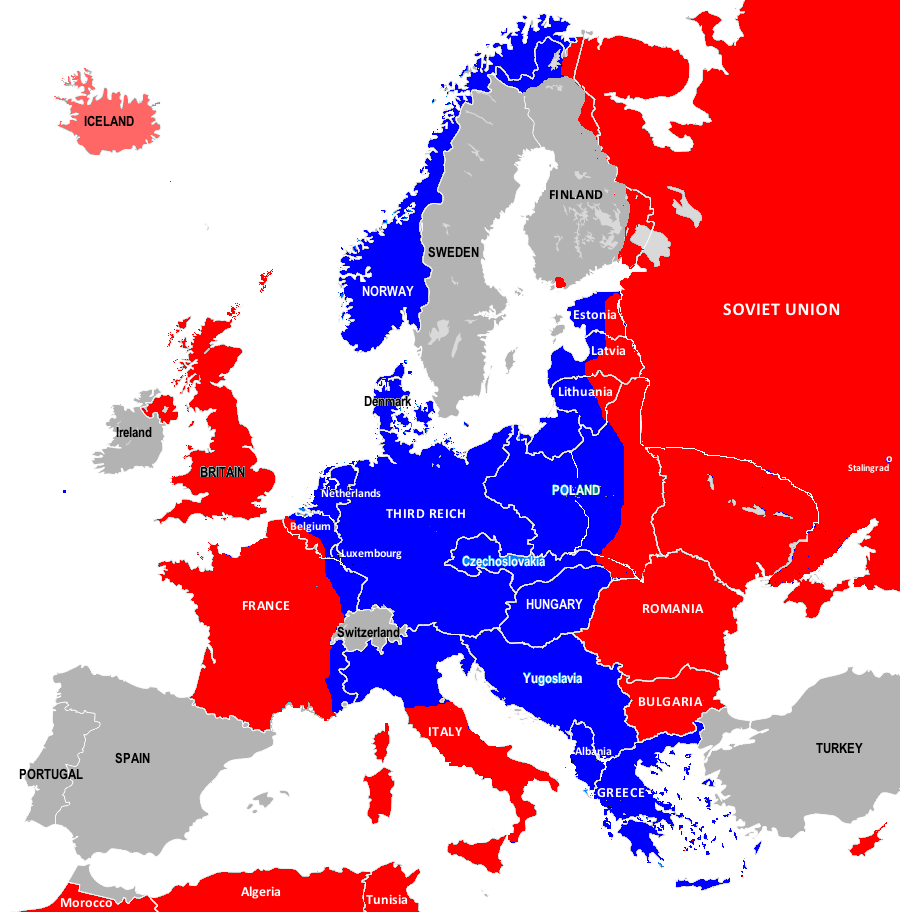 ICELAND
FINLAND
SWEDEN
NORWAY
SOVIET UNION
Estonia
Latvia
Lithuania
Denmark
Ireland
BRITAIN
Stalingrad
Netherlands
POLAND
THIRD REICH
Belgium
Luxembourg
Czechoslovakia
FRANCE
HUNGARY
ROMANIA
Switzerland
Yugoslavia
BULGARIA
ITALY
TURKEY
Albania
SPAIN
PORTUGAL
GREECE
Algeria
Morocco
Tunisia